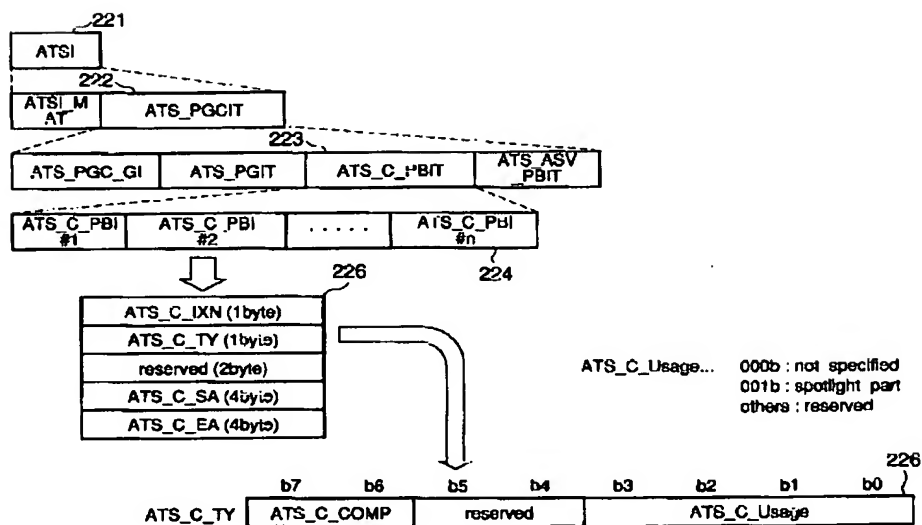 221
ATSI
222
ATSI_M
AT
ATS_PGCIT
223
ATS_PGC_GI ATS_PGIT ATS_C_PBIT ATS_ASV
PBIT
ATS_C_PBI
#1
ATS_C_PBI
#2
.....
ATS_C_PBI
#n
224
226
ATS_C_IXN (1byte)
ATS_C_TY (1byte)
reserved (2byte)
ATS_C_SA (4byte)
ATS_C_EA (4byte)
ATS_C_Usage... 000b : not specified
001b : spotlight part
others : reserved
226
b7 b6 b5 b4 b3 b2 b1 b0
ATS_C_TY ATS_C_COMP reserved ATS_C_Usage